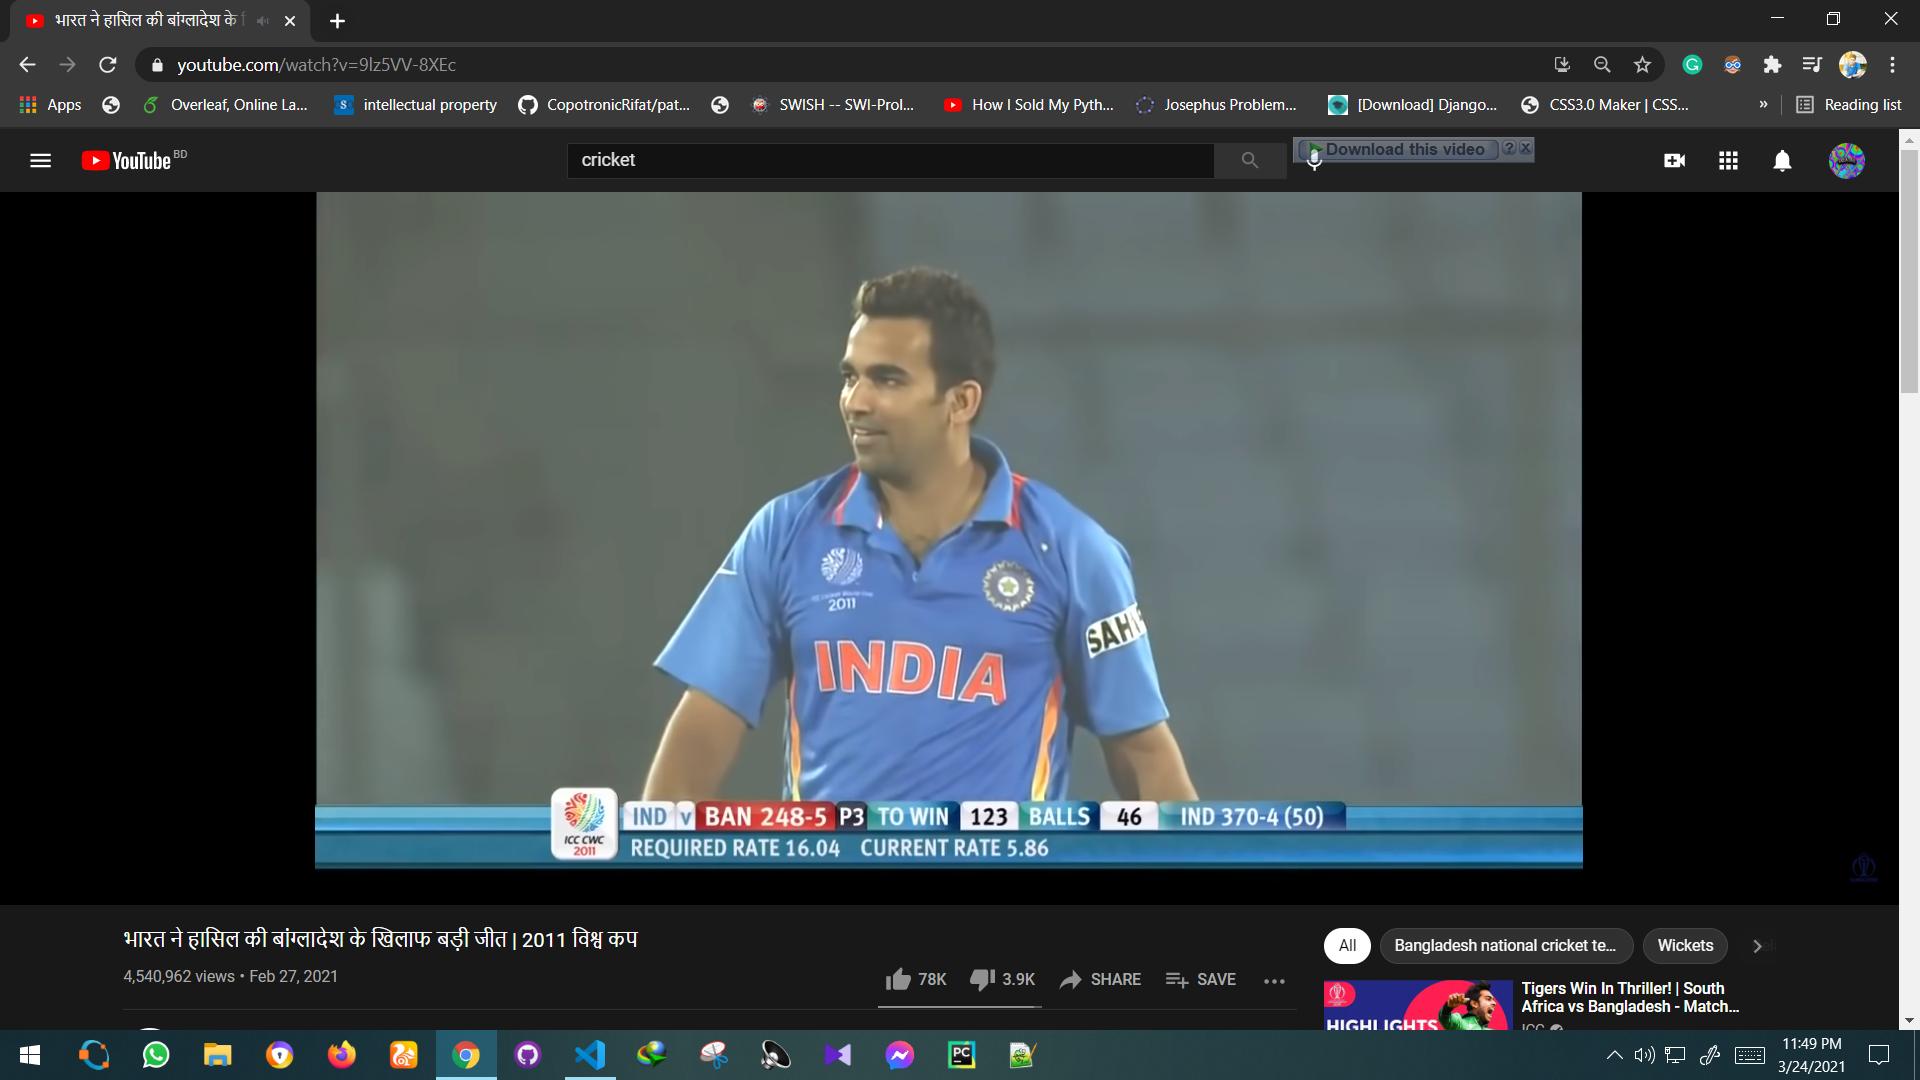 भारत ने हासिल की बांग्लादेश के
youtube.com/watch?v=9lz5VV-8XEc
Apps
Overleaf, Online La...
intellectual property
CopotronicRifat/pat...
SWISH -- SWI-Prol...
How I Sold My Pyth...
Josephus Problem...
[Download] Django...
CSS3.0 Maker | CSS...
»
Reading list
YouTube BD
cricket
Download this video
2011
INDIA
ICC CWC 2011
IND v BAN 248-5 P3 TO WIN 123 BALLS 46 IND 370-4 (50)
REQUIRED RATE 16.04 CURRENT RATE 5.86
भारत ने हासिल की बांग्लादेश के खिलाफ बड़ी जीत | 2011 विश्व कप
4,540,962 views • Feb 27, 2021
78K
3.9K
SHARE
SAVE
All
Bangladesh national cricket te...
Wickets
HIGHLIGHTS
Tigers Win In Thriller! | South
Africa vs Bangladesh - Match...
ICC
PC
11:49 PM
3/24/2021